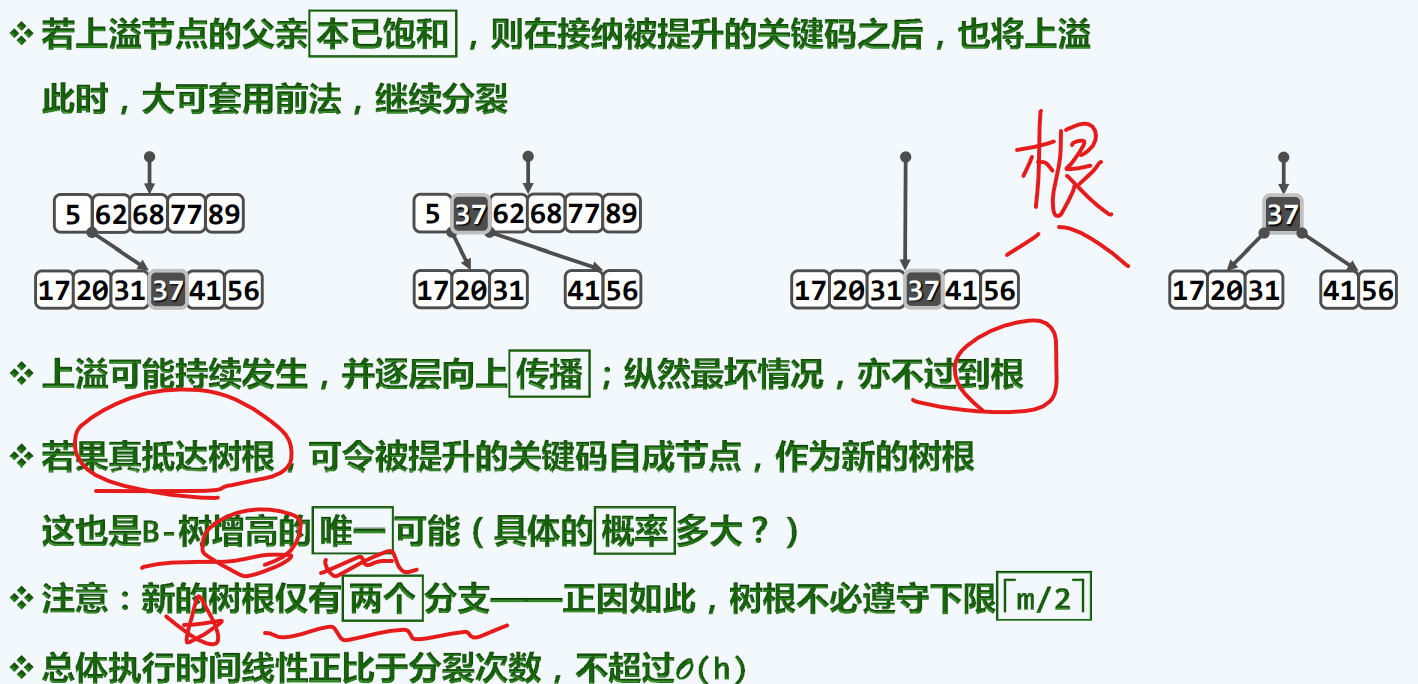 ❖ 若上溢节点的父亲本已饱和，则在接纳被提升的关键码之后，也将上溢
此时，大可套用前法，继续分裂
根
5 62 68 77 89
5 37 62 68 77 89
37
17 20 31 37 41 56
17 20 31 41 56
17 20 31 37 41 56
17 20 31 41 56
❖ 上溢可能持续发生，并逐层向上传播；纵然最坏情况，亦不过到根
❖ 若果真抵达树根，可令被提升的关键码自成节点，作为新的树根
这也是B-树增高的唯一可能（具体的概率多大？）
❖ 注意：新的树根仅有两个分支——正因如此，树根不必遵守下限⌈m/2⌉
❖ 总体执行时间线性正比于分裂次数，不超过𝒪(h)